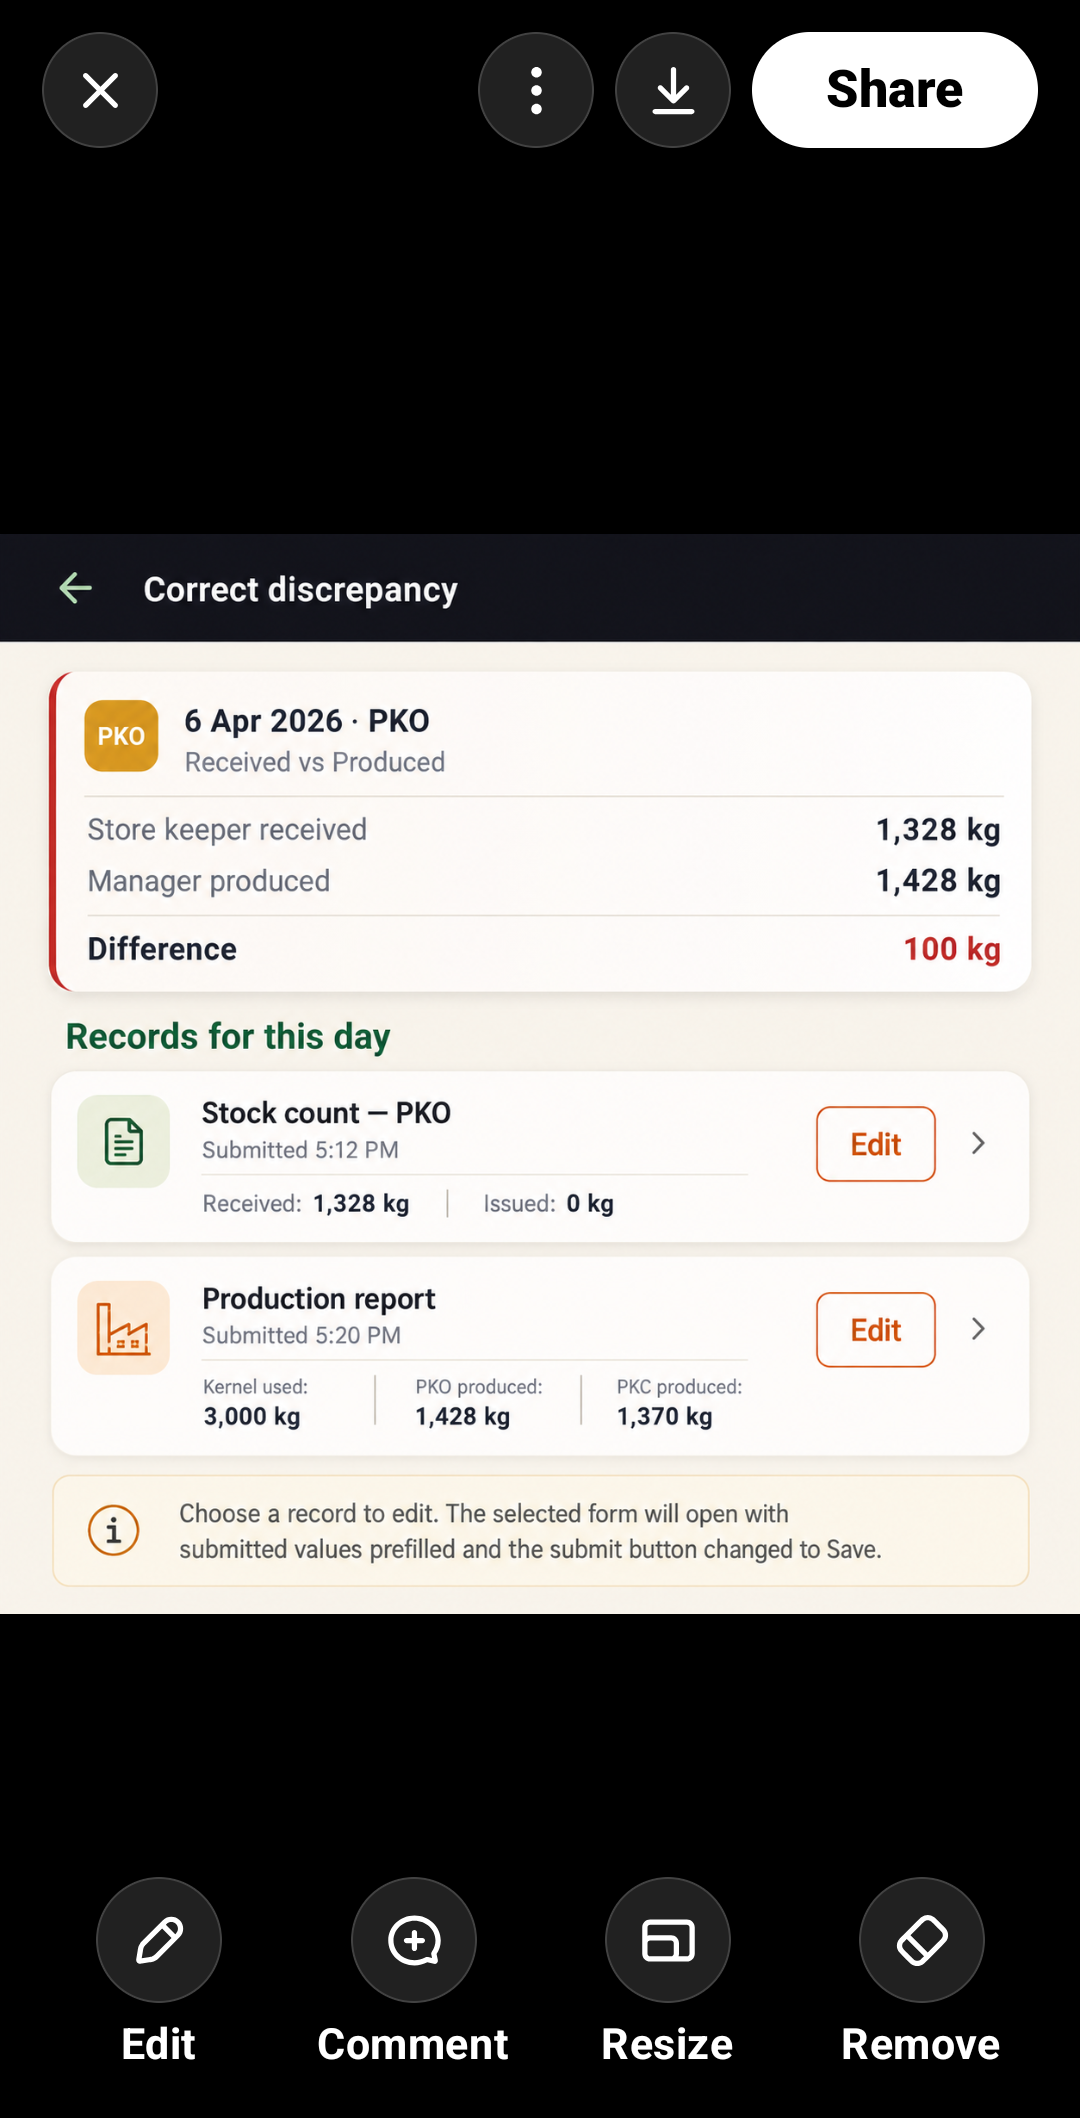 Share
Correct discrepancy
PKO
6 Apr 2026 · PKO
Received vs Produced
Store keeper received 1,328 kg
Manager produced 1,428 kg
Difference 100 kg
Records for this day
Stock count — PKO
Submitted 5:12 PM
Edit
Received: 1,328 kg Issued: 0 kg
Production report
Submitted 5:20 PM
Edit
Kernel used: PKO produced: PKC produced:
3,000 kg 1,428 kg 1,370 kg
Choose a record to edit. The selected form will open with
submitted values prefilled and the submit button changed to Save.
Edit Comment Resize Remove